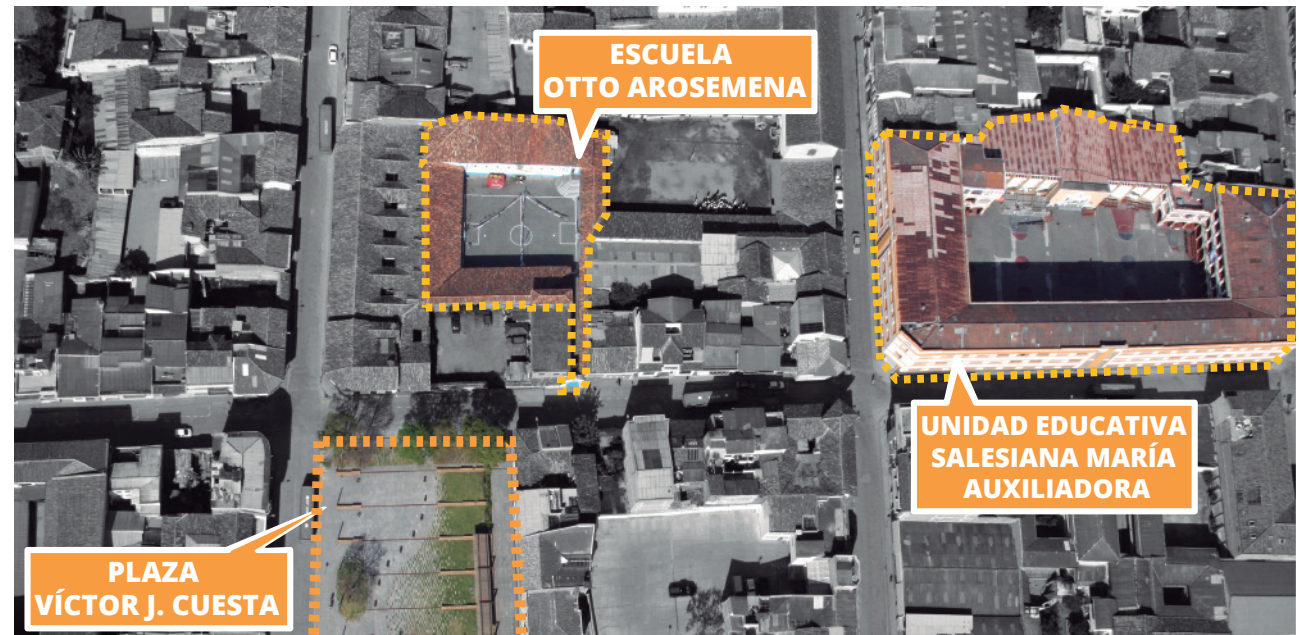 ESCUELA
OTTO AROSEMENA
UNIDAD EDUCATIVA
SALESIANA MARÍA
AUXILIADORA
PLAZA
VÍCTOR J. CUESTA